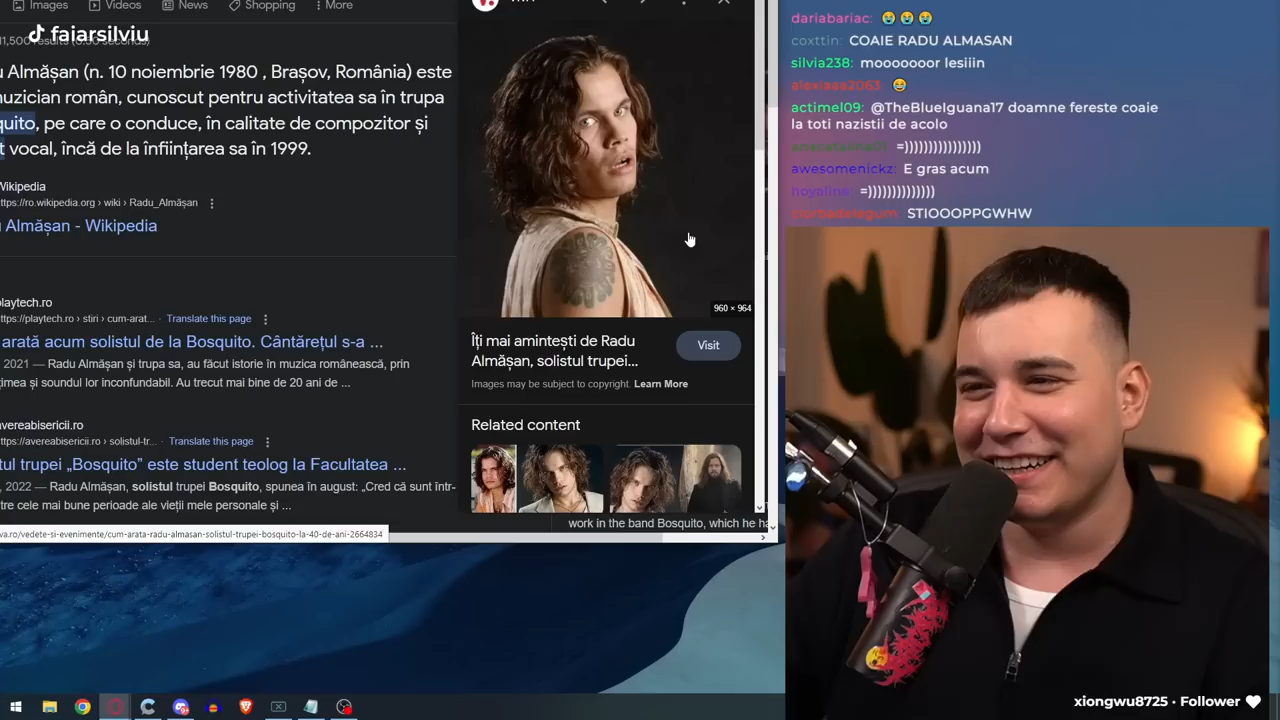 Images Videos News Shopping More
faiarsilviu
u Almășan (n. 10 noiembrie 1980 , Brașov, România) este
muzician român, cunoscut pentru activitatea sa în trupa
quito, pe care o conduce, în calitate de compozitor și
t vocal, încă de la înființarea sa în 1999.
Wikipedia
ttps://ro.wikipedia.org › wiki › Radu_Almășan
Almășan - Wikipedia
playtech.ro
ttps://playtech.ro › stiri › cum-arat... Translate this page
arată acum solistul de la Bosquito. Cântărețul s-a ...
2021 — Radu Almășan și trupa sa, au făcut istorie în muzica românească, prin
țimea și soundul lor inconfundabil. Au trecut mai bine de 20 ani de ...
avereabisericii.ro
ttps://avereabisericii.ro › solistul-tr... Translate this page
tul trupei „Bosquito” este student teolog la Facultatea ...
, 2022 — Radu Almășan, solistul trupei Bosquito, spunea în august: „Cred că sunt într-
tre cele mai bune perioade ale vieții mele personale și ...
va.ro/vedete-si-evenimente/cum-arata-radu-almasan-solistul-trupei-bosquito-la-40-de-ani-2664834
960 × 964
Îți mai amintești de Radu
Almășan, solistul trupei...
Visit
Images may be subject to copyright. Learn More
Related content
work in the band Bosquito, which he ha
dariabariac: 😭😭😭
coxttin: COAIE RADU ALMASAN
silvia238: mooooooor lesiiin
alexiaaa2063 😂
actimel09: @TheBlueIguana17 doamne fereste coaie
la toti nazistii de acolo
anecatarina01 =))))))))))))))))
awesomenickz: E gras acum
hoyaline: =))))))))))))))
ciorbadelegum: STIOOOPPGWHW
xiongwu8725 · Follower 🤍